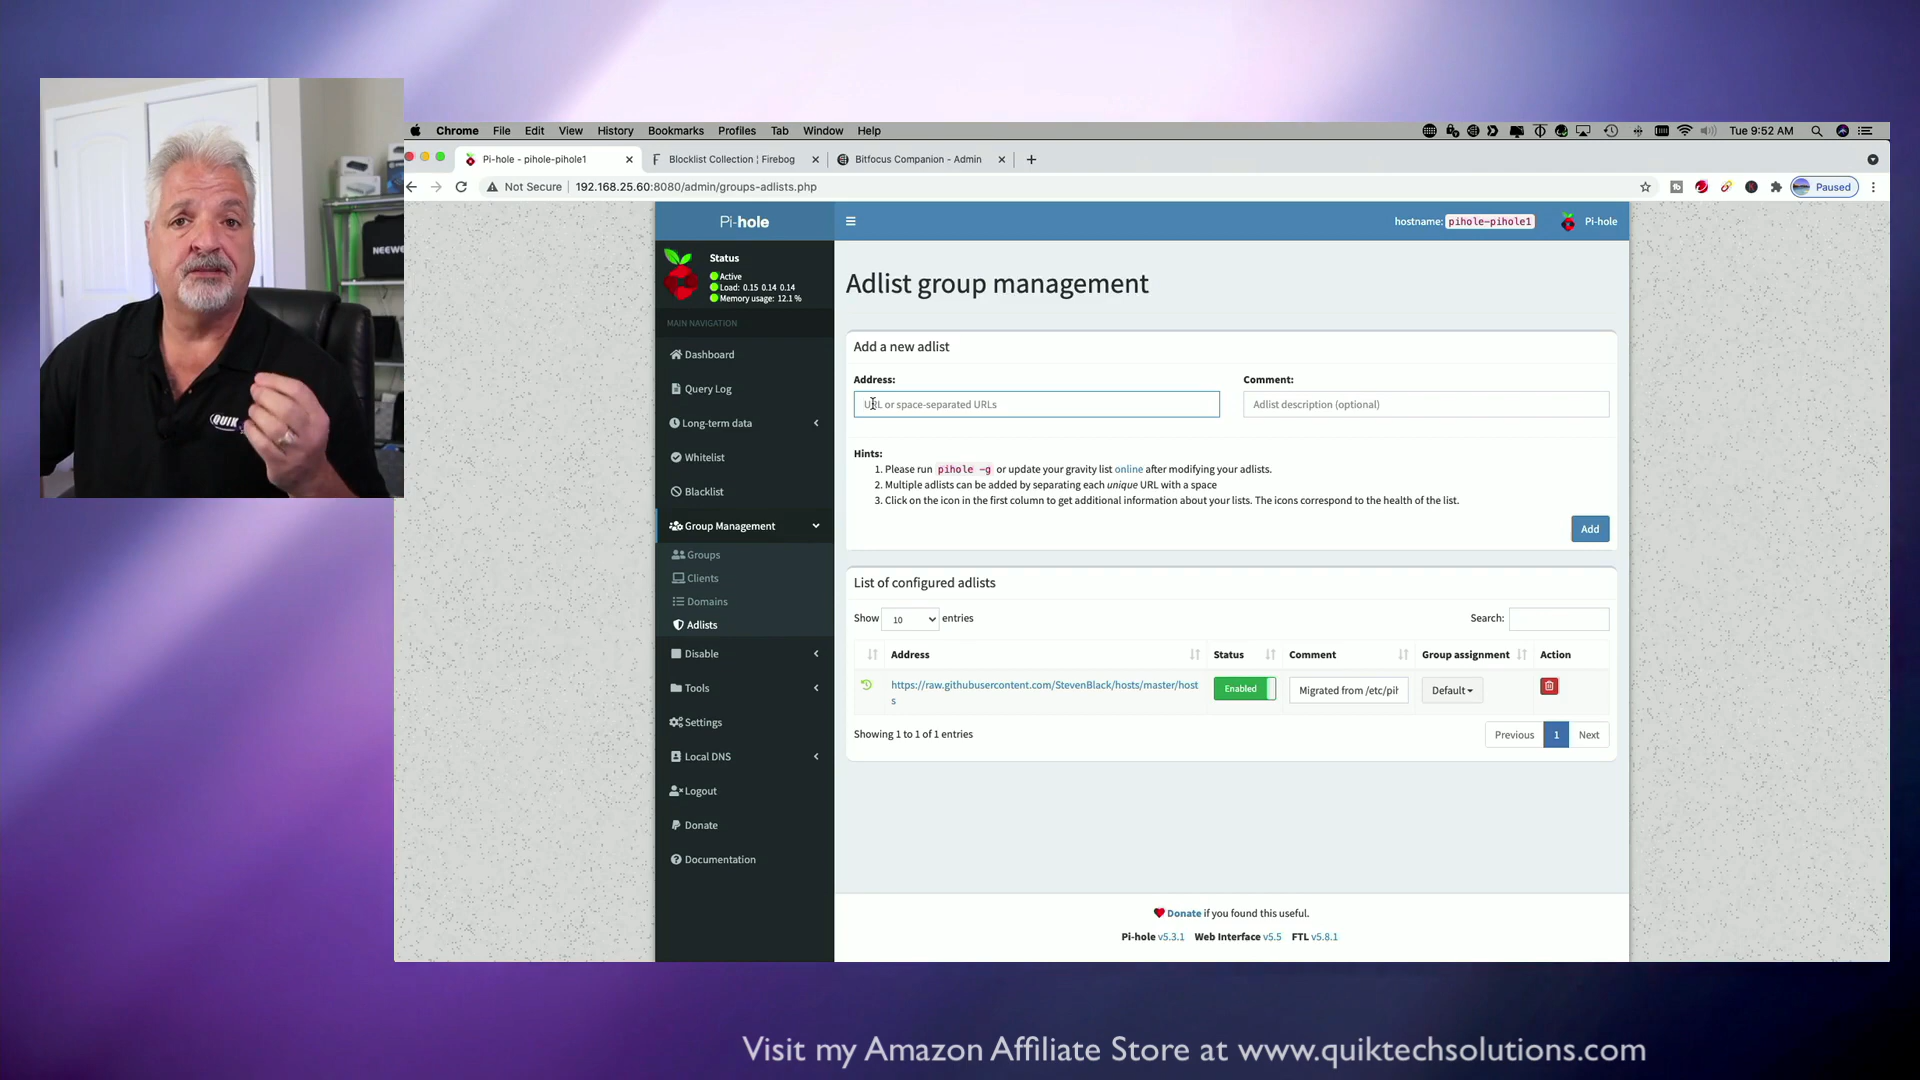 Chrome File Edit View History Bookmarks Profiles Tab Window Help
Tue 9:52 AM
Pi-hole - pihole-pihole1
Blocklist Collection ¦ Firebog
Bitfocus Companion - Admin
Not Secure 192.168.25.60:8080/admin/groups-adlists.php
Paused
Pi-hole
hostname: pihole-pihole1 Pi-hole
Status
Active
Load: 0.15 0.14 0.14
Memory usage: 12.1 %
MAIN NAVIGATION
Dashboard
Query Log
Long-term data
Whitelist
Blacklist
Group Management
Groups
Clients
Domains
Adlists
Disable
Tools
Settings
Local DNS
Logout
Donate
Documentation
Adlist group management
Add a new adlist
Address: Comment:
URL or space-separated URLs Adlist description (optional)
Hints:
1. Please run pihole -g or update your gravity list online after modifying your adlists.
2. Multiple adlists can be added by separating each unique URL with a space
3. Click on the icon in the first column to get additional information about your lists. The icons correspond to the health of the list.
Add
List of configured adlists
Show 10 entries Search:
Address Status Comment Group assignment Action
https://raw.githubusercontent.com/StevenBlack/hosts/master/host
s
Enabled Migrated from /etc/pih Default
Showing 1 to 1 of 1 entries Previous 1 Next
Donate if you found this useful.
Pi-hole v5.3.1 Web Interface v5.5 FTL v5.8.1
NEEWER
QUIK
Visit my Amazon Affiliate Store at www.quiktechsolutions.com